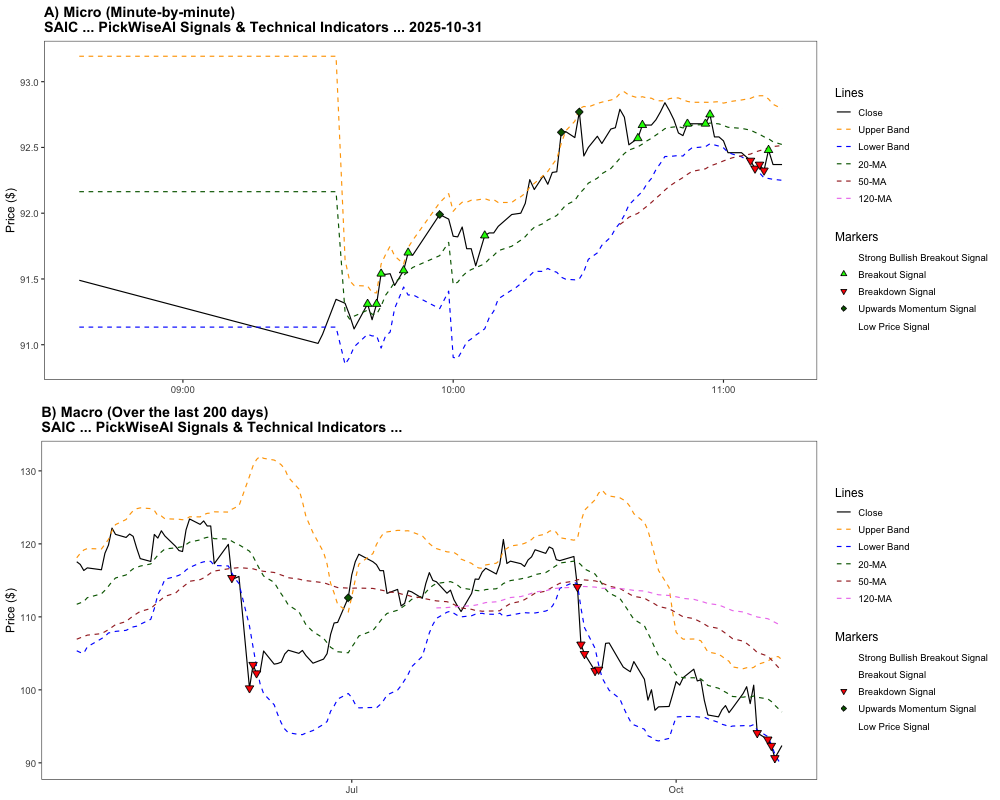 A) Micro (Minute-by-minute)
SAIC ... PickWiseAI Signals & Technical Indicators ... 2025-10-31
Price ($)
93.0
92.5
92.0
91.5
91.0
09:00
10:00
11:00
Lines
Close
Upper Band
Lower Band
20-MA
50-MA
120-MA
Markers
Strong Bullish Breakout Signal
Breakout Signal
Breakdown Signal
Upwards Momentum Signal
Low Price Signal
B) Macro (Over the last 200 days)
SAIC ... PickWiseAI Signals & Technical Indicators ...
Price ($)
130
120
110
100
90
Jul
Oct
Lines
Close
Upper Band
Lower Band
20-MA
50-MA
120-MA
Markers
Strong Bullish Breakout Signal
Breakout Signal
Breakdown Signal
Upwards Momentum Signal
Low Price Signal